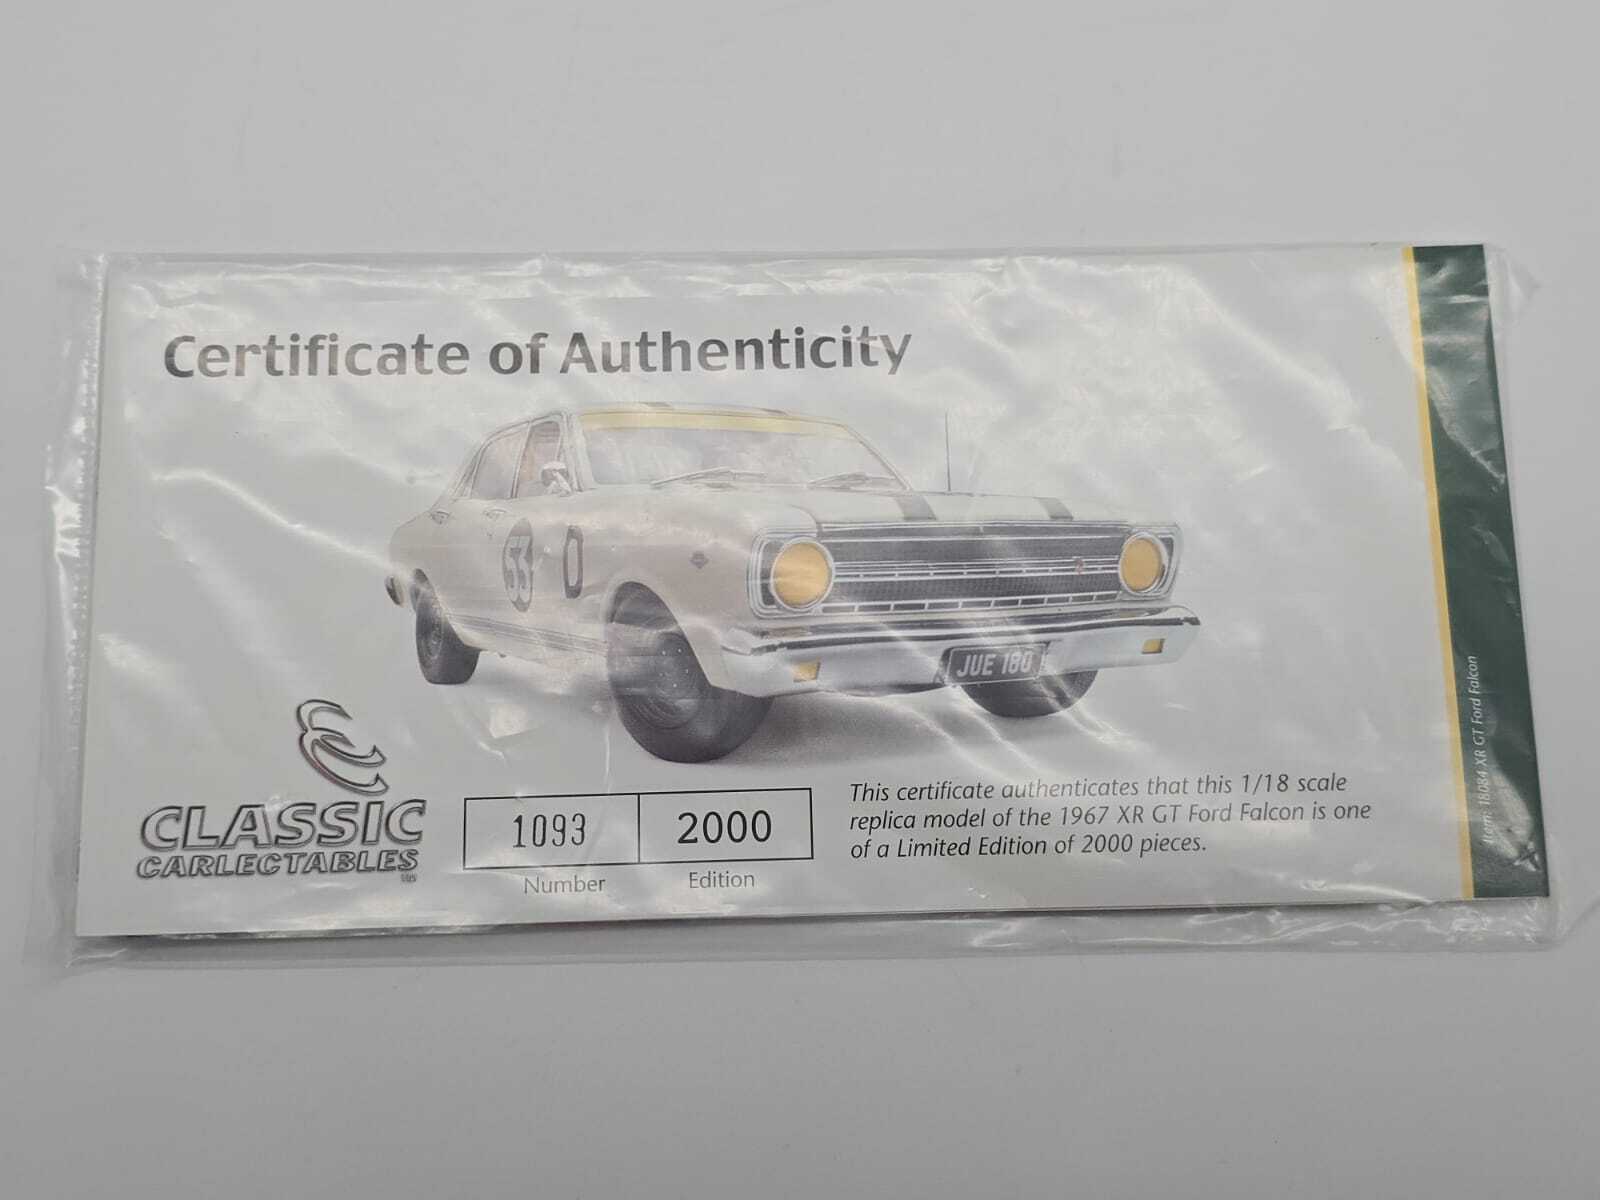 Certificate of Authenticity
53
D
JUE 180
CLASSIC
CARLECTABLES
1093
2000
Number
Edition
This certificate authenticates that this 1/18 scale
replica model of the 1967 XR GT Ford Falcon is one
of a Limited Edition of 2000 pieces.
Item: 18084 XR GT Ford Falcon